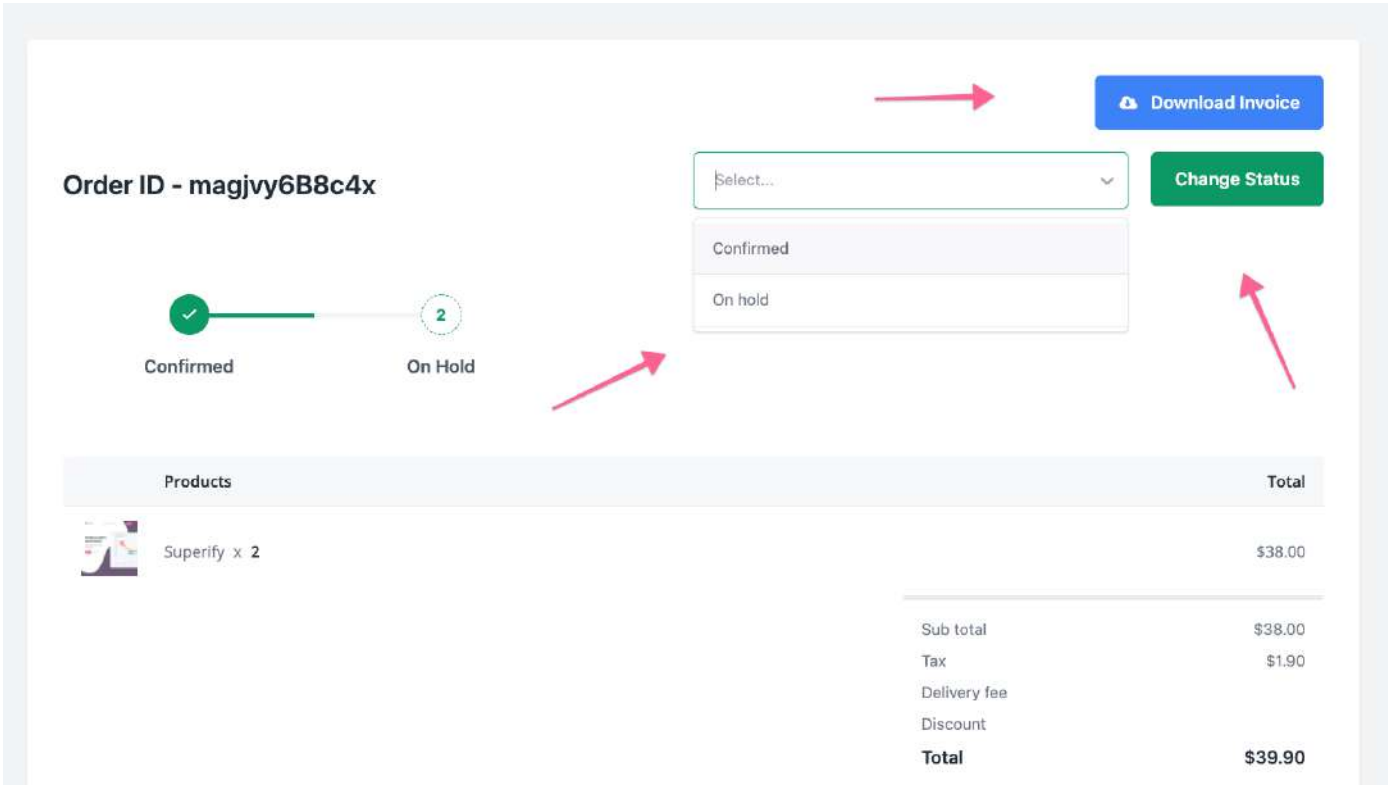 Download Invoice
Order ID - magjvy6B8c4x
Select...
Change Status
Confirmed
On hold
2
Confirmed
On Hold
Products
Total
Superify x 2
$38.00
Sub total
$38.00
Tax
$1.90
Delivery fee
Discount
Total
$39.90